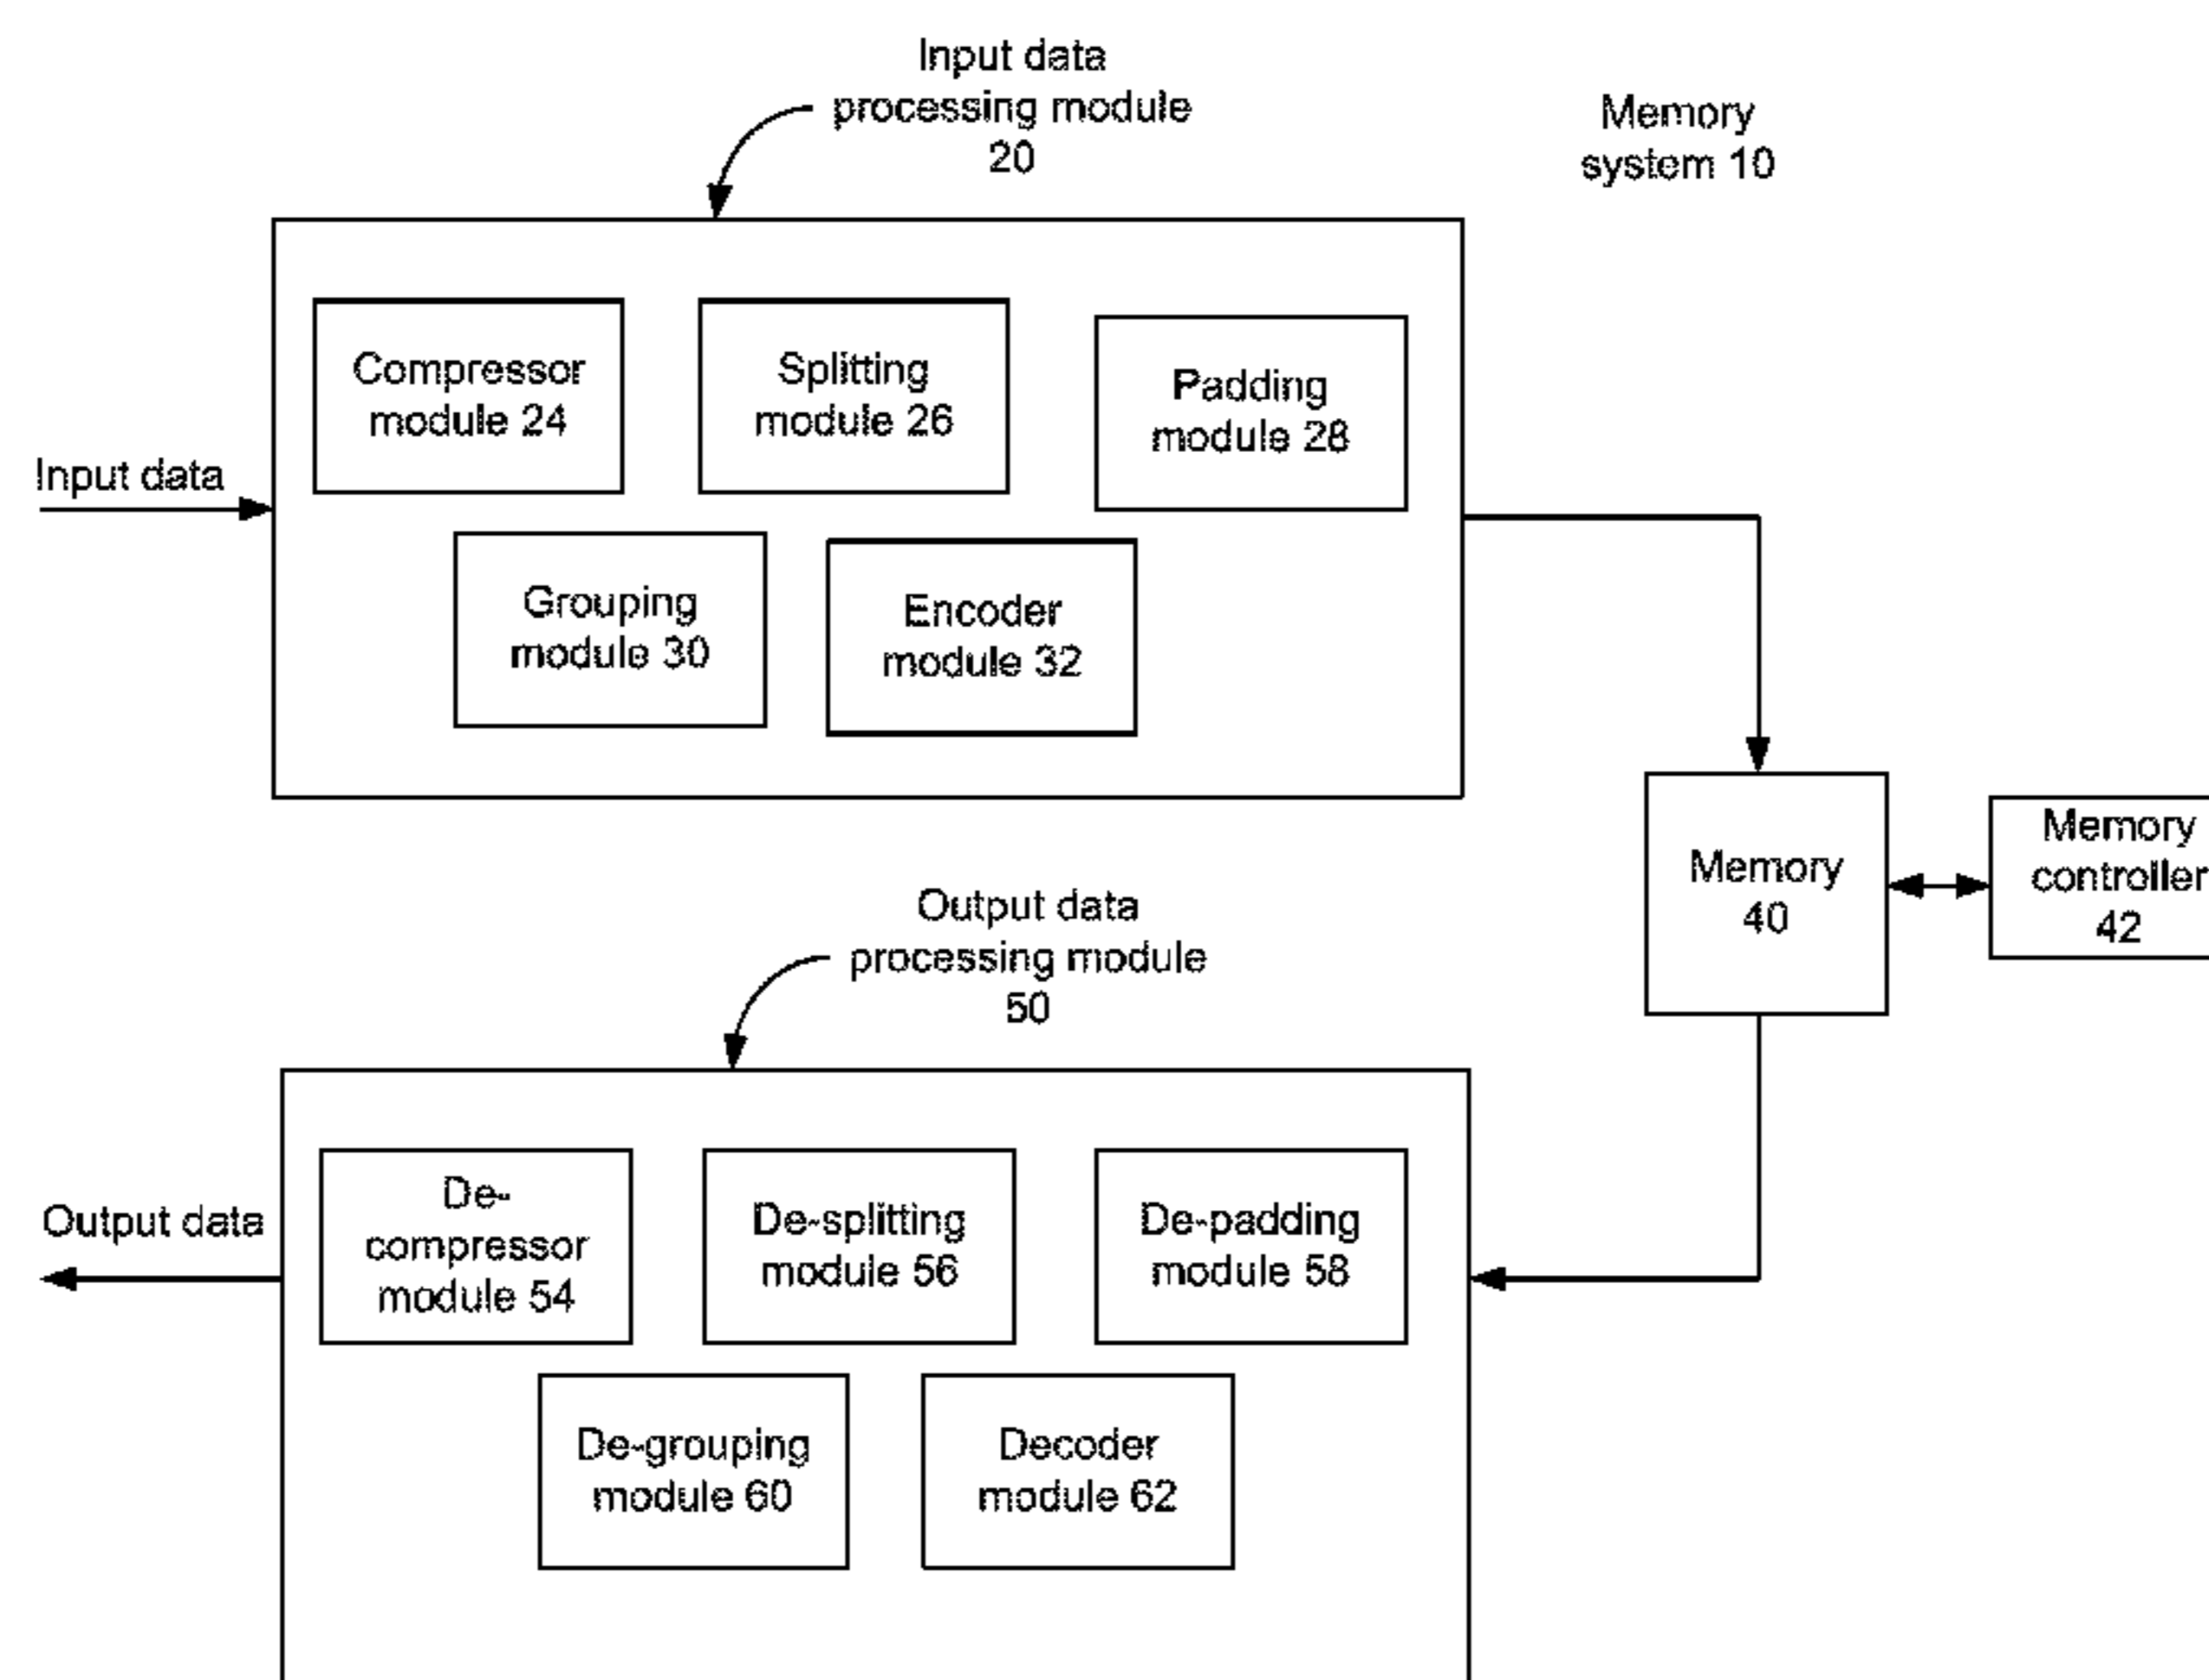 Input data
processing module
20
Memory
system 10
Compressor
module 24
Splitting
module 26
Padding
module 28
Input data
Grouping
module 30
Encoder
module 32
Memory
40
Memory
controller
42
Output data
processing module
50
De-
compressor
module 54
De-splitting
module 56
De-padding
module 58
Output data
De-grouping
module 60
Decoder
module 62